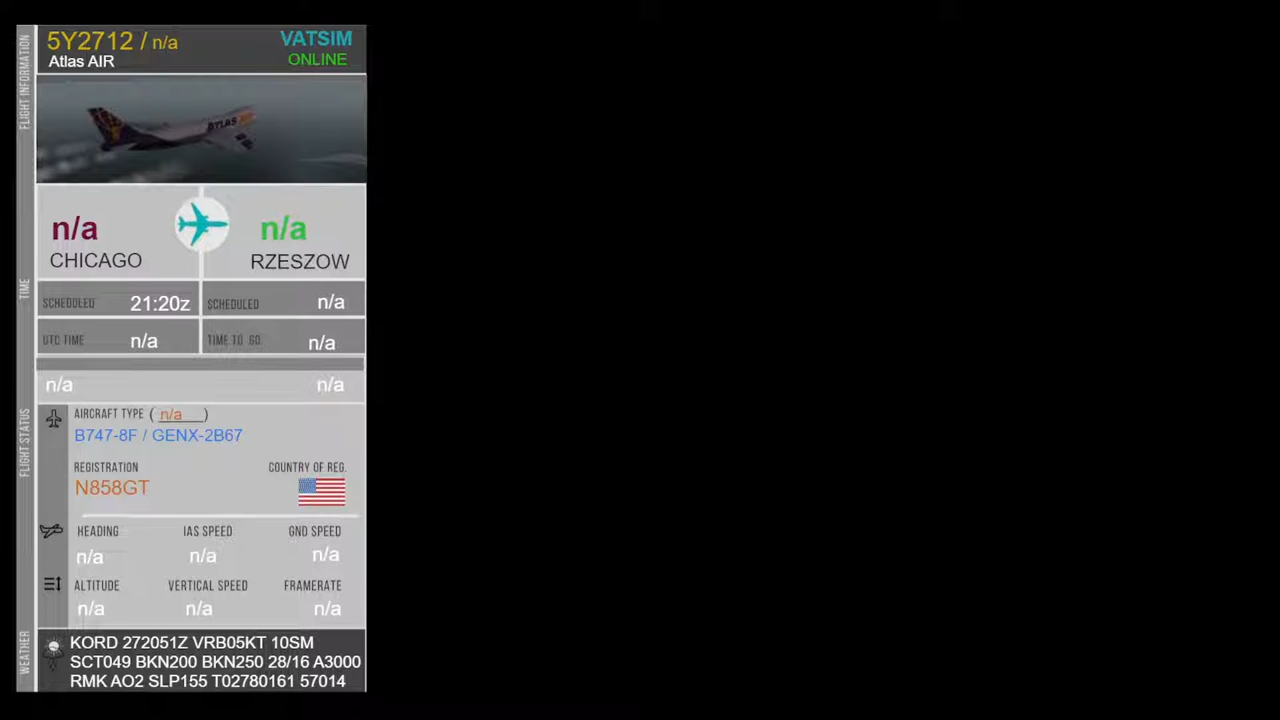 FLIGHT INFORMATION
5Y2712 / n/a
VATSIM
Atlas AIR
ONLINE
ATLAS AIR
n/a
n/a
CHICAGO
RZESZOW
TIME
SCHEDULED
21:20z
SCHEDULED
n/a
UTC TIME
n/a
TIME TO GO
n/a
n/a
n/a
FLIGHT STATUS
AIRCRAFT TYPE ( n/a___)
B747-8F / GENX-2B67
REGISTRATION
COUNTRY OF REG.
N858GT
HEADING
IAS SPEED
GND SPEED
n/a
n/a
n/a
ALTITUDE
VERTICAL SPEED
FRAMERATE
n/a
n/a
n/a
WEATHER
KORD 272051Z VRB05KT 10SM
SCT049 BKN200 BKN250 28/16 A3000
RMK AO2 SLP155 T02780161 57014